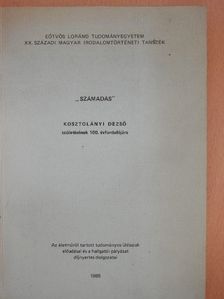 EÖTVÖS LORÁND TUDOMÁNYEGYETEM
XX. SZÁZADI MAGYAR IRODALOMTÖRTÉNETI TANSZÉK
„SZÁMADÁS"
KOSZTOLÁNYI DEZSŐ
születésének 100. évfordulójára
Az életműről tartott tudományos ülésszak
előadásai és a hallgatói pályázat
díjnyertes dolgozatai
1985